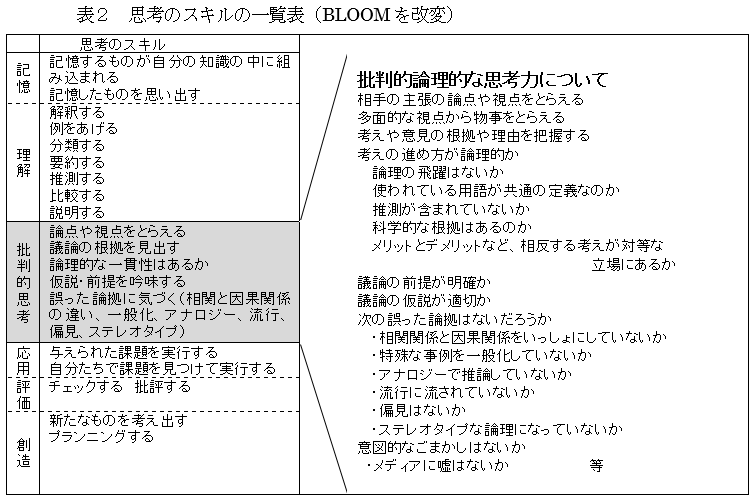 表２　思考のスキルの一覧表（BLOOMを改変）
思考のスキル
記憶
記憶するものが自分の知識の中に組
み込まれる
記憶したものを思い出す
理解
解釈する
例をあげる
分類する
要約する
推測する
比較する
説明する
批判的思考
論点や視点をとらえる
議論の根拠を見出す
論理的な一貫性はあるか
仮説・前提を吟味する
誤った論拠に気づく（相関と因果関係
の違い、一般化、アナロジー、流行、
偏見、ステレオタイプ）
応用
与えられた課題を実行する
自分たちで課題を見つけて実行する
評価
チェックする　批評する
創造
新たなものを考え出す
プランニングする
批判的論理的な思考力について
相手の主張の論点や視点をとらえる
多面的な視点から物事をとらえる
考えや意見の根拠や理由を把握する
考えの進め方が論理的か
論理の飛躍はないか
使われている用語が共通の定義なのか
推測が含まれていないか
科学的な根拠はあるのか
メリットとデメリットなど、相反する考えが対等な
立場にあるか
議論の前提が明確か
議論の仮説が適切か
次の誤った論拠はないだろうか
・相関関係と因果関係をいっしょにしていないか
・特殊な事例を一般化していないか
・アナロジーで推論していないか
・流行に流されていないか
・偏見はないか
・ステレオタイプな論理になっていないか
意図的なごまかしはないか
・メディアに嘘はないか　　　　　等